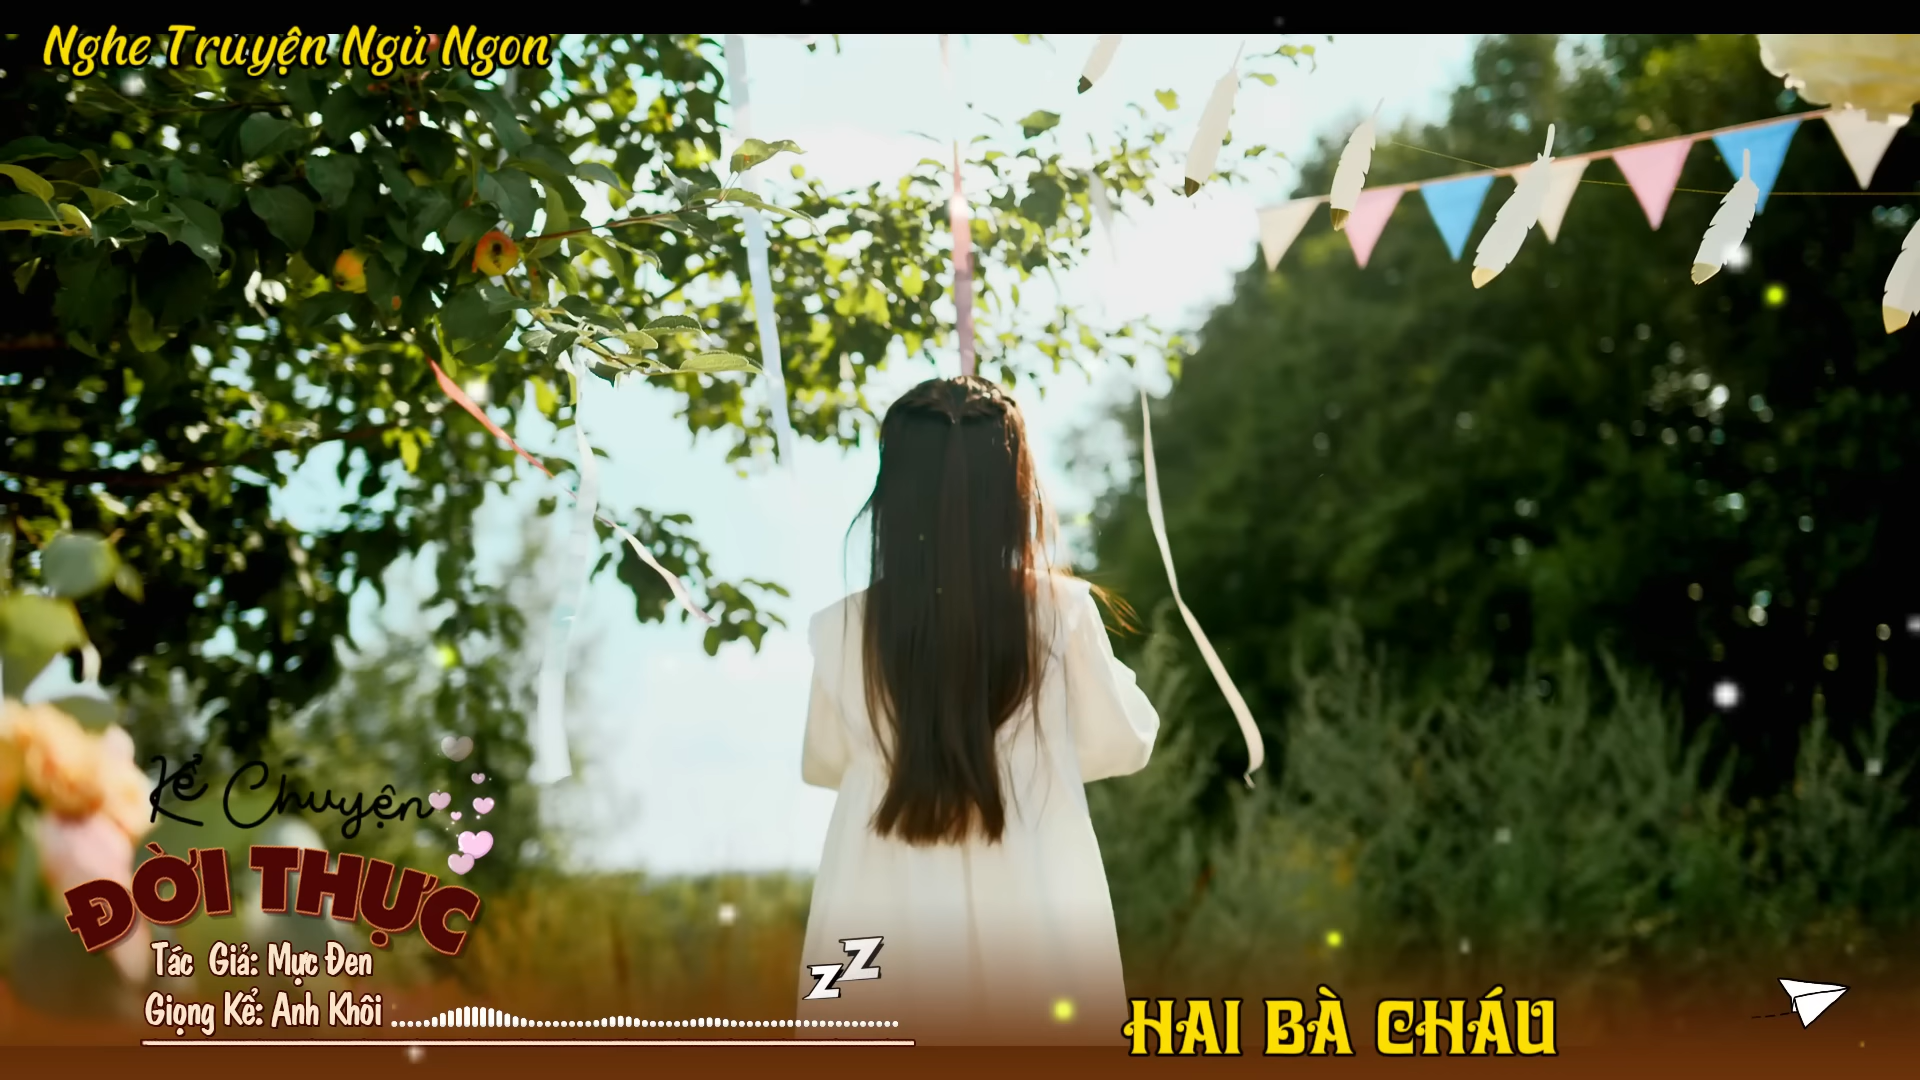 Nghe Truyện Ngủ Ngon
Kể Chuyện
ĐỜI THỰC
Tác Giả: Mực Đen
Giọng Kể: Anh Khôi
zZ
HAI BÀ CHÁU